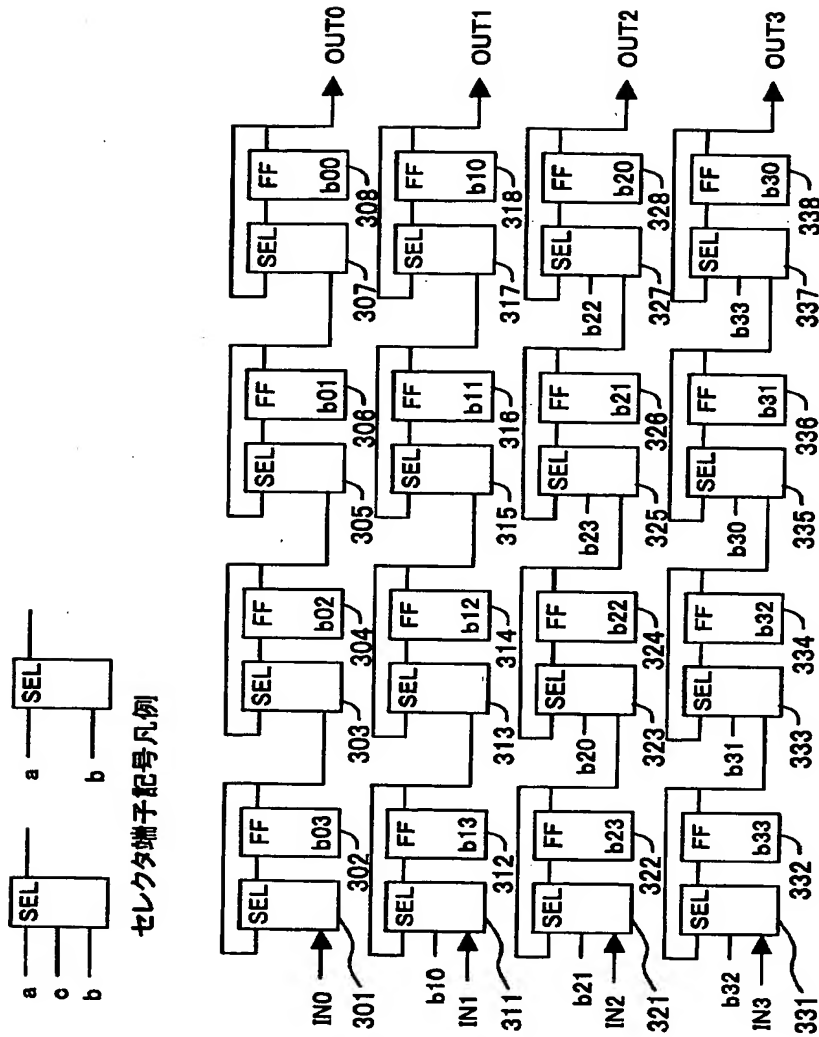 a
SEL
c
b
a
SEL
b
セレクタ端子記号凡例
SEL
FF
SEL
FF
SEL
FF
SEL
FF
b03
b02
b01
b00
OUT0
IN0
301
302
303
304
305
306
307
308
SEL
FF
SEL
FF
SEL
FF
SEL
FF
b10
b13
b12
b11
b10
OUT1
IN1
311
312
313
314
315
316
317
318
SEL
FF
SEL
FF
SEL
FF
SEL
FF
b21
b23
b20
b22
b23
b21
b22
b20
OUT2
IN2
321
322
323
324
325
326
327
328
SEL
FF
SEL
FF
SEL
FF
SEL
FF
b32
b33
b31
b32
b30
b31
b33
b30
OUT3
IN3
331
332
333
334
335
336
337
338